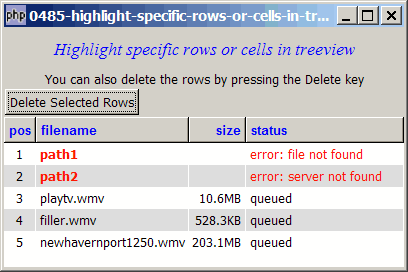 php 0485-highlight-specific-rows-or-cells-in-tr...
Highlight specific rows or cells in treeview
You can also delete the rows by pressing the Delete key
Delete Selected Rows
pos filename size status
1 path1 error: file not found
2 path2 error: server not found
3 playtv.wmv 10.6MB queued
4 filler.wmv 528.3KB queued
5 newhavernport1250.wmv 203.1MB queued